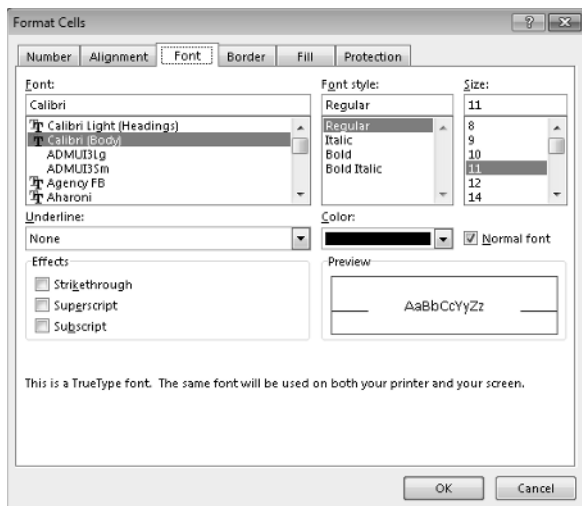 Format Cells
Number Alignment Font Border Fill Protection
Font: Font style: Size:
Calibri Regular 11
Calibri Light (Headings) Regular 8
Calibri (Body) Italic 9
ADMUI3Lg Bold 10
ADMUI3Sm Bold Italic 11
Agency FB 12
Aharoni 14
Underline: Color:
None Normal font
Effects Preview
Strikethrough
Superscript AaBbCcYyZz
Subscript
This is a TrueType font. The same font will be used on both your printer and your screen.
OK Cancel